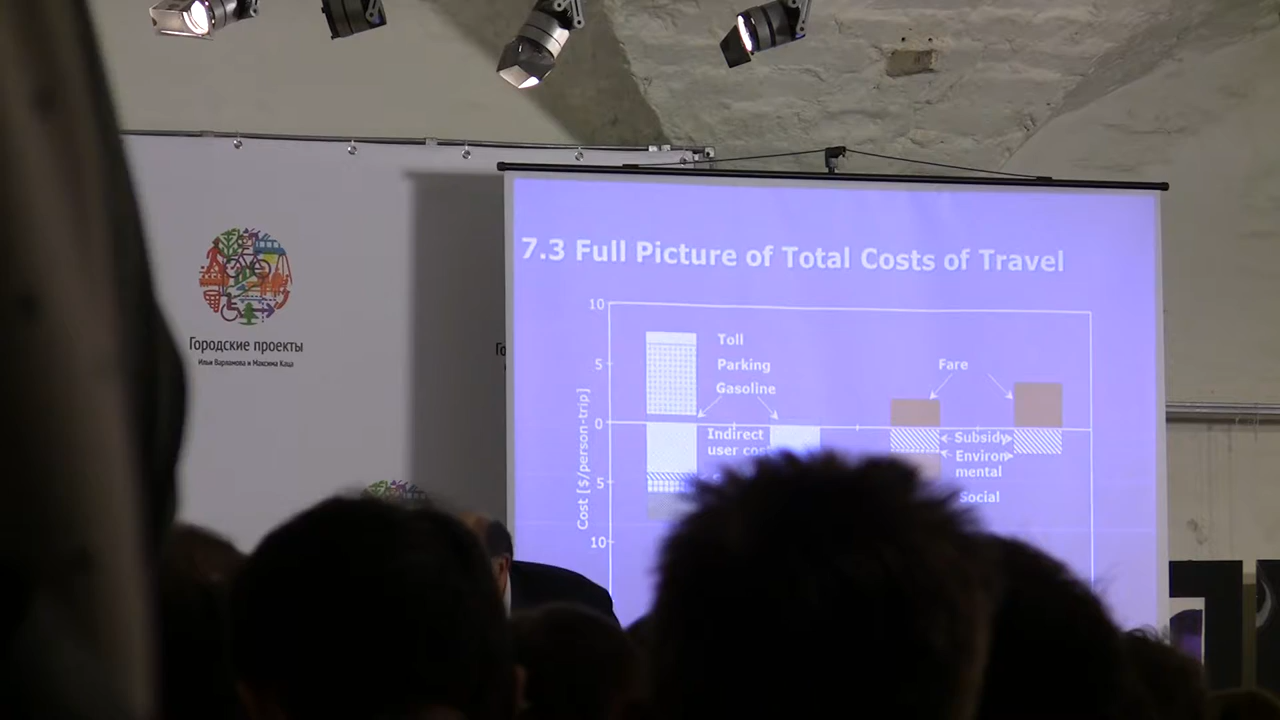 Городские проекты
Ильи Варламова и Максима Каца
Го
7.3 Full Picture of Total Costs of Travel
10
5
0
5
10
Cost [$/person-trip]
Toll
Parking
Gasoline
Indirect
user cost
Fare
Subsidy
Environ
mental
Social